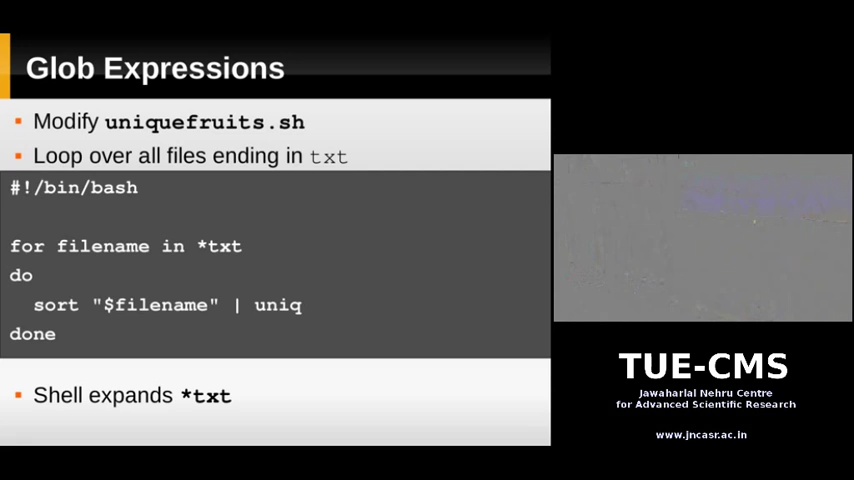 Glob Expressions
▪ Modify uniquefruits.sh
▪ Loop over all files ending in txt
#!/bin/bash
for filename in *txt
do
  sort "$filename" | uniq
done
▪ Shell expands *txt
TUE-CMS
Jawaharlal Nehru Centre
for Advanced Scientific Research
www.jncasr.ac.in